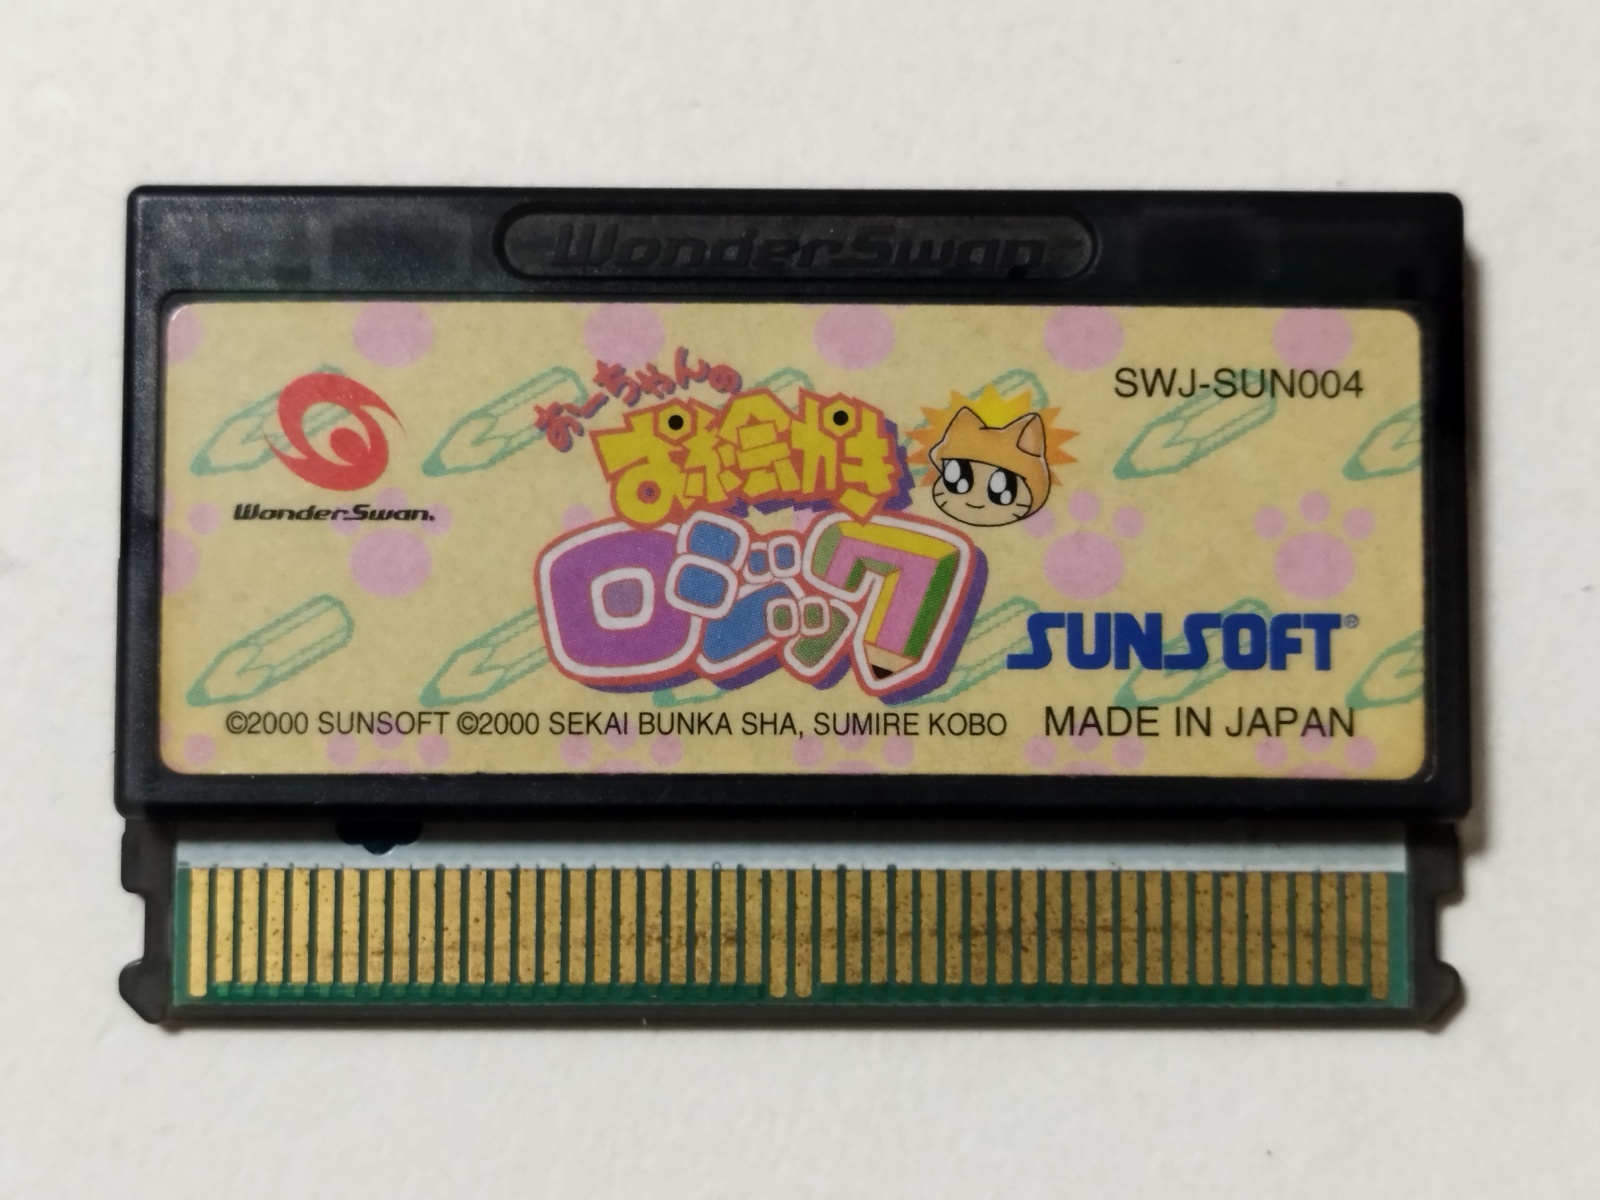 WonderSwan
SWJ-SUN004
おーちゃんの
お絵かき
ロジック
WonderSwan.
SUNSOFT®
©2000 SUNSOFT ©2000 SEKAI BUNKA SHA, SUMIRE KOBO
MADE IN JAPAN